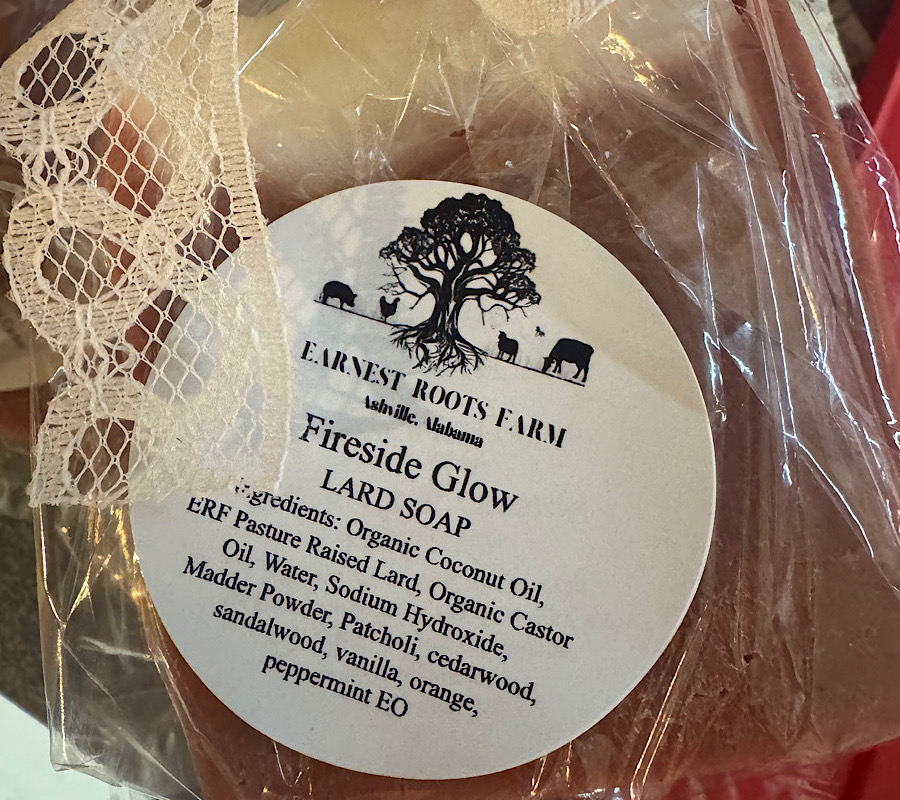 EARNEST ROOTS FARM
Ashville, Alabama
Fireside Glow
LARD SOAP
Ingredients: Organic Coconut Oil,
ERF Pasture Raised Lard, Organic Castor
Oil, Water, Sodium Hydroxide,
Madder Powder, Patcholi, cedarwood,
sandalwood, vanilla, orange,
peppermint EO